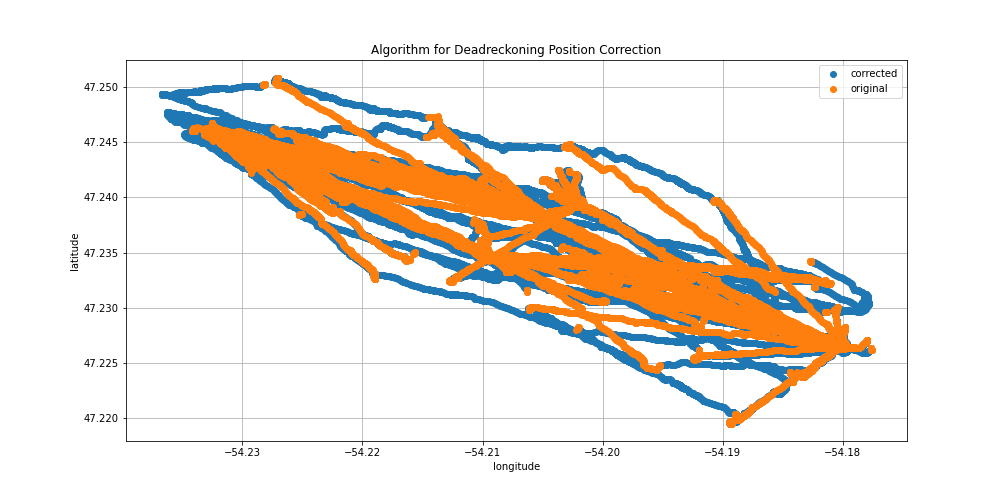 Algorithm for Deadreckoning Position Correction
corrected
original
47.250
47.245
47.240
47.235
47.230
47.225
47.220
latitude
−54.23
−54.22
−54.21
−54.20
−54.19
−54.18
longitude